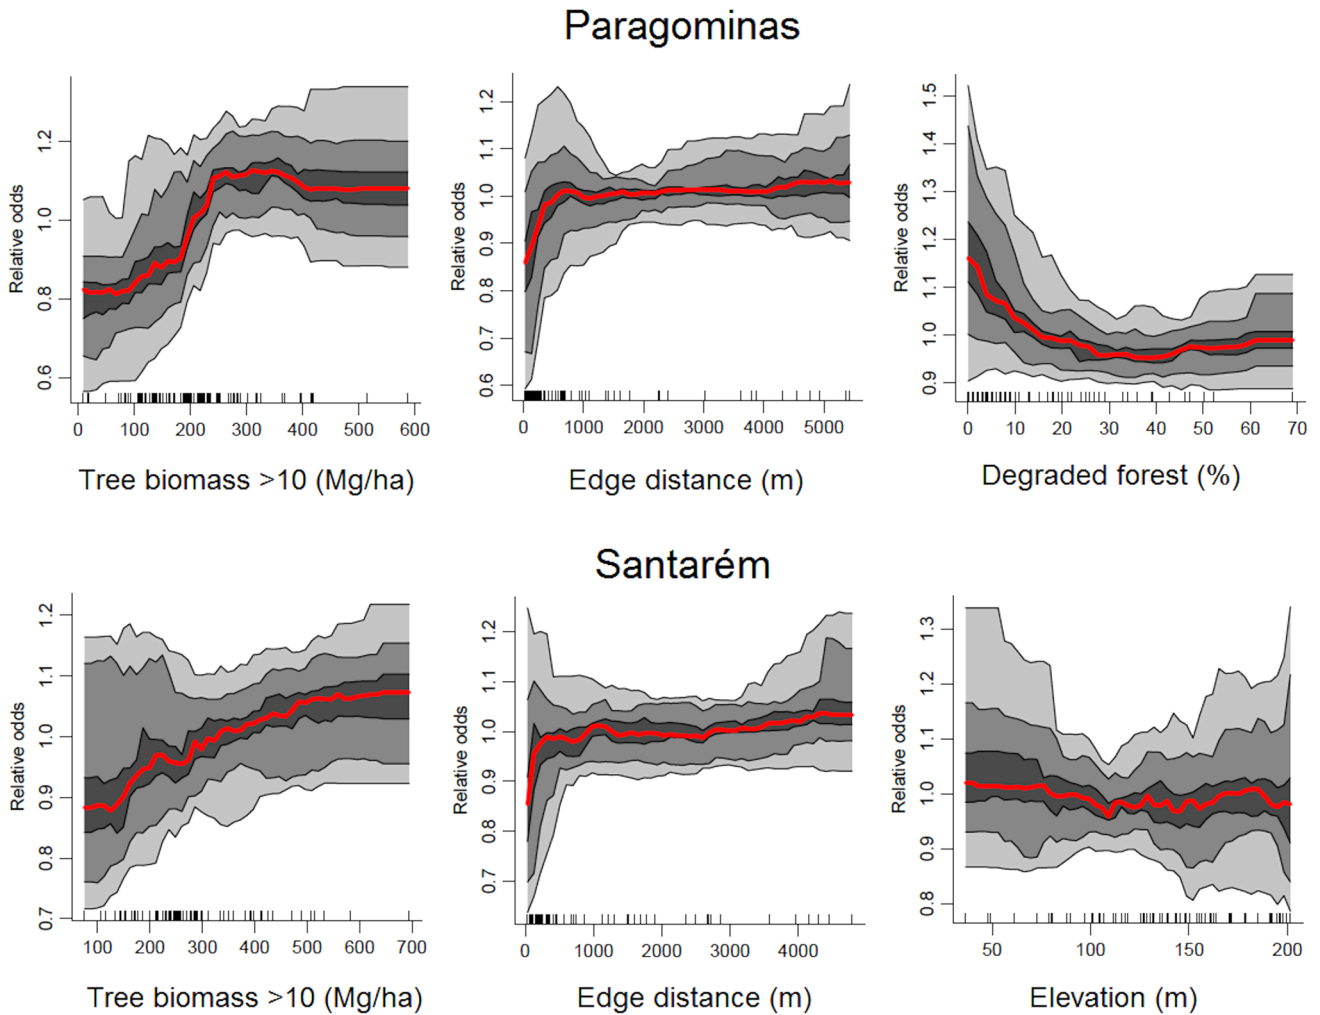 Paragominas
Relative odds
0.6 0.8 1.0 1.2
0 100 200 300 400 500 600
Tree biomass >10 (Mg/ha)
Relative odds
0.6 0.7 0.8 0.9 1.0 1.1 1.2
0 1000 2000 3000 4000 5000
Edge distance (m)
Relative odds
0.9 1.0 1.1 1.2 1.3 1.4 1.5
0 10 20 30 40 50 60 70
Degraded forest (%)
Santarém
Relative odds
0.7 0.8 0.9 1.0 1.1 1.2
100 200 300 400 500 600 700
Tree biomass >10 (Mg/ha)
Relative odds
0.7 0.8 0.9 1.0 1.1 1.2
0 1000 2000 3000 4000
Edge distance (m)
Relative odds
0.8 0.9 1.0 1.1 1.2 1.3
50 100 150 200
Elevation (m)